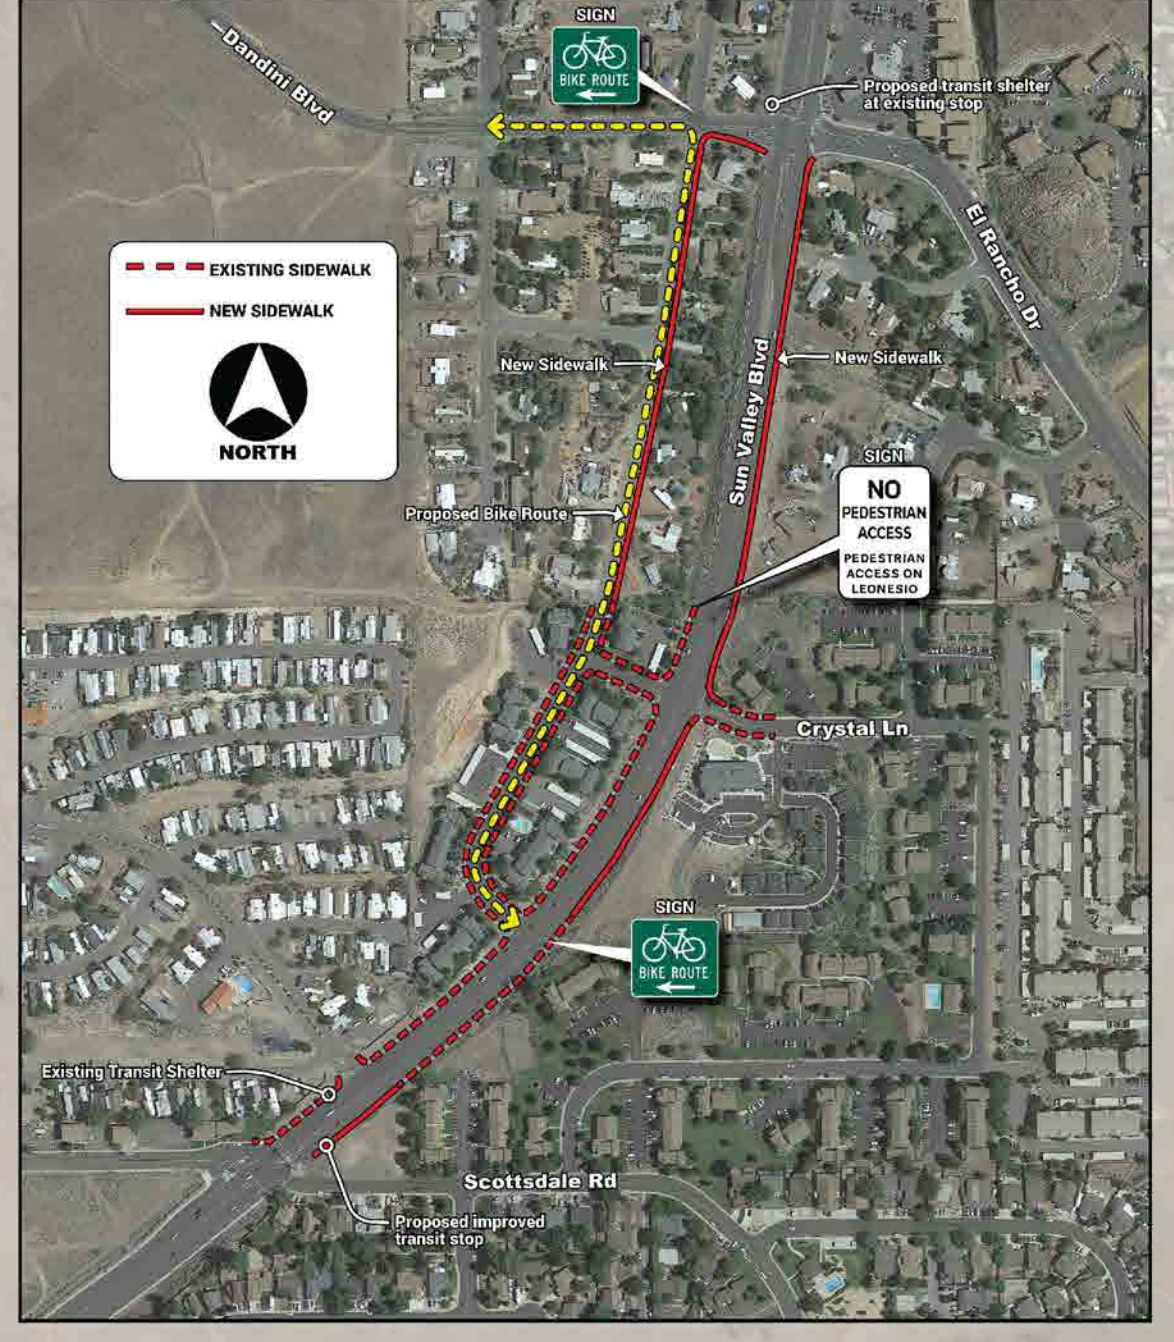 SIGN
BIKE ROUTE
Dandini Blvd
Proposed transit shelter
at existing stop
El Rancho Dr
EXISTING SIDEWALK
NEW SIDEWALK
NORTH
New Sidewalk
Sun Valley Blvd
New Sidewalk
SIGN
NO
PEDESTRIAN
ACCESS
PEDESTRIAN
ACCESS ON
LEONESIO
Proposed Bike Route
Crystal Ln
SIGN
BIKE ROUTE
Existing Transit Shelter
Scottsdale Rd
Proposed improved
transit stop